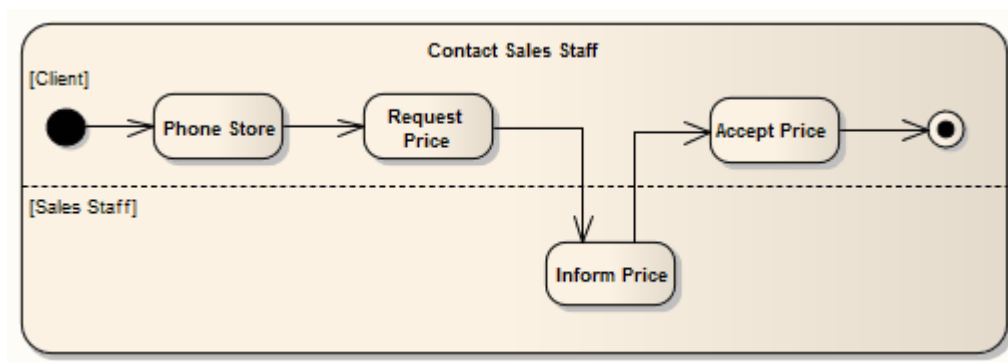 Contact Sales Staff
[Client]
Phone Store
Request
Price
Accept Price
[Sales Staff]
Inform Price